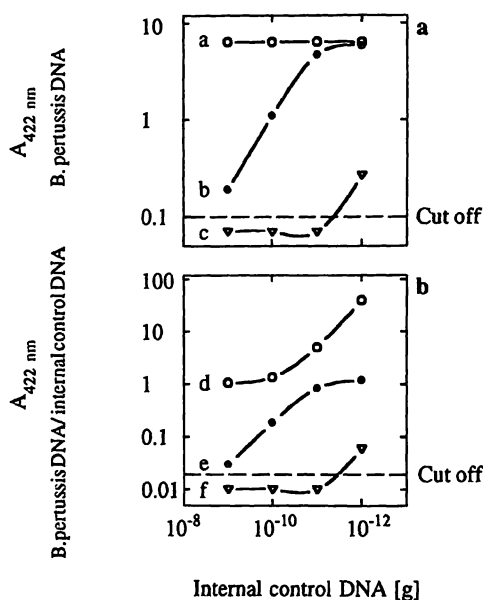 10
a
a
A422 nm
B. pertussis DNA
1
b
0.1
Cut off
c
100
b
10
A422 nm
B. pertussis DNA/ internal control DNA
d
1
0.1
e
Cut off
0.01
f
10-8
10-10
10-12
Internal control DNA [g]